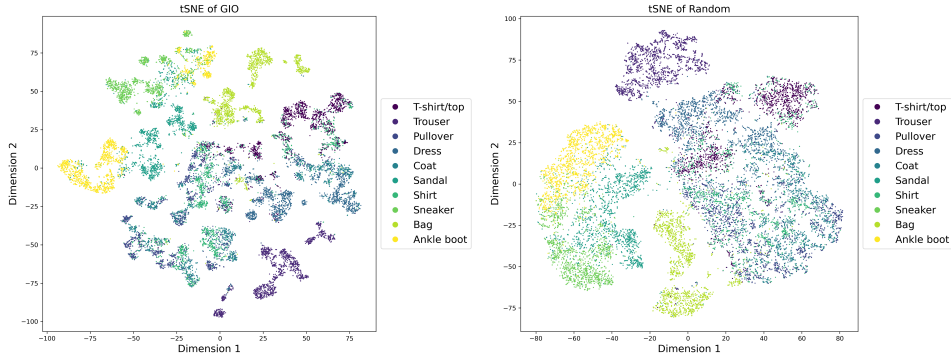 tSNE of GIO
Dimension 2
75
50
25
0
−25
−50
−75
−100
−100
−75
−50
−25
0
25
50
75
Dimension 1
T-shirt/top
Trouser
Pullover
Dress
Coat
Sandal
Shirt
Sneaker
Bag
Ankle boot
tSNE of Random
Dimension 2
100
75
50
25
0
−25
−50
−75
−80
−60
−40
−20
0
20
40
60
80
Dimension 1
T-shirt/top
Trouser
Pullover
Dress
Coat
Sandal
Shirt
Sneaker
Bag
Ankle boot